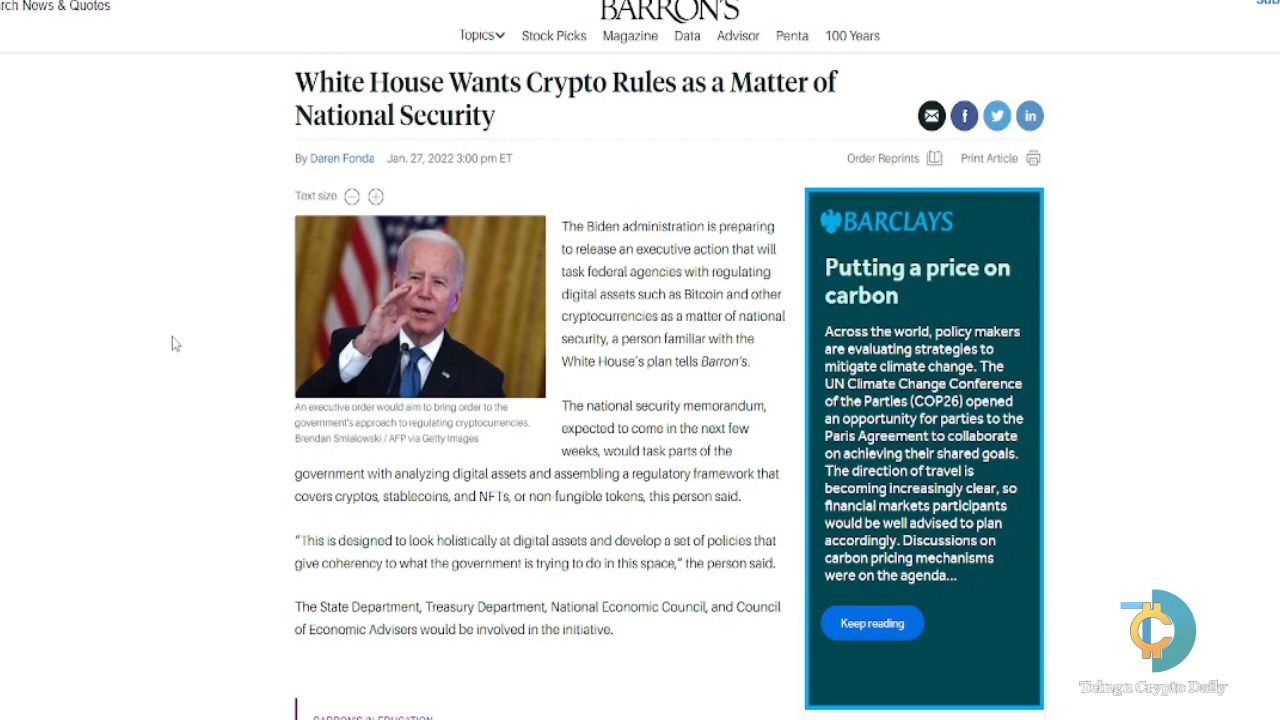 rch News & Quotes
BARRON'S
Sub
Topics
Stock Picks
Magazine
Data
Advisor
Penta
100 Years
White House Wants Crypto Rules as a Matter of
National Security
By Daren Fonda Jan. 27, 2022 3:00 pm ET
Order Reprints
Print Article
Text size
The Biden administration is preparing
to release an executive action that will
task federal agencies with regulating
digital assets such as Bitcoin and other
cryptocurrencies as a matter of national
security, a person familiar with the
White House's plan tells Barron's.
An executive order would aim to bring order to the
government's approach to regulating cryptocurrencies.
Brendan Smialowski / AFP via Getty Images
The national security memorandum,
expected to come in the next few
weeks, would task parts of the
government with analyzing digital assets and assembling a regulatory framework that
covers cryptos, stablecoins, and NFTs, or non-fungible tokens, this person said.
“This is designed to look holistically at digital assets and develop a set of policies that
give coherency to what the government is trying to do in this space,” the person said.
The State Department, Treasury Department, National Economic Council, and Council
of Economic Advisers would be involved in the initiative.
BARRON'S IN EDUCATION
BARCLAYS
Putting a price on
carbon
Across the world, policy makers
are evaluating strategies to
mitigate climate change. The
UN Climate Change Conference
of the Parties (COP26) opened
an opportunity for parties to the
Paris Agreement to collaborate
on achieving their shared goals.
The direction of travel is
becoming increasingly clear, so
financial markets participants
would be well advised to plan
accordingly. Discussions on
carbon pricing mechanisms
were on the agenda...
Keep reading
Telugu Crypto Daily